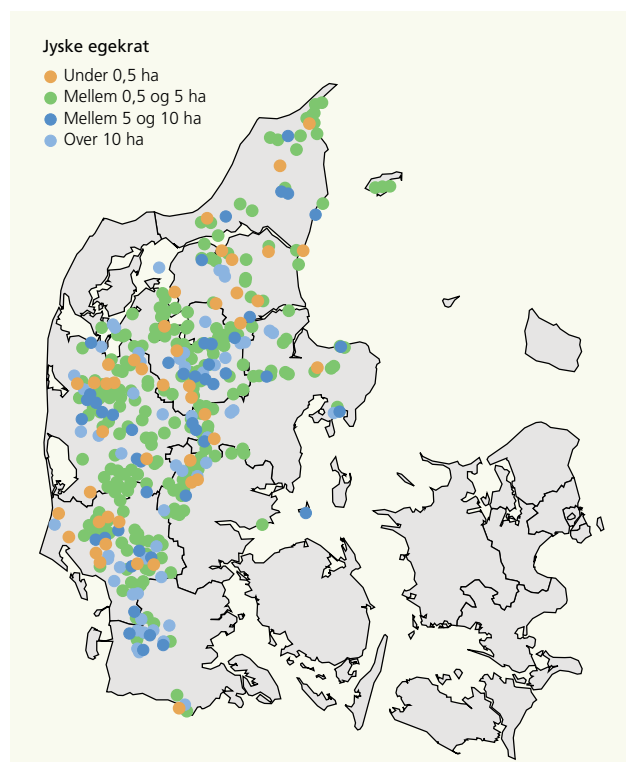 Jyske egekrat
Under 0,5 ha
Mellem 0,5 og 5 ha
Mellem 5 og 10 ha
Over 10 ha